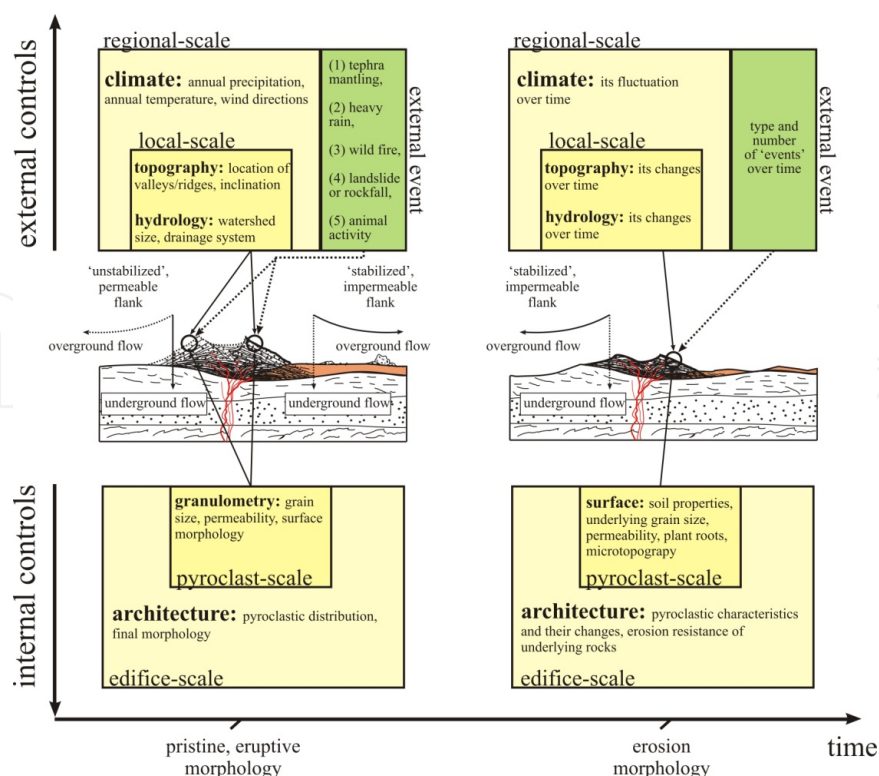 external controls
regional-scale
climate: annual precipitation,
annual temperature, wind directions
local-scale
topography: location of
valleys/ridges, inclination
hydrology: watershed
size, drainage system
(1) tephra
mantling,
(2) heavy
rain,
(3) wild fire,
(4) landslide
or rockfall,
(5) animal
activity
external event
regional-scale
climate: its fluctuation
over time
local-scale
topography: its changes
over time
hydrology: its changes
over time
type and
number
of ‘events’
over time
external event
‘unstabilized’,
permeable
flank
‘stabilized’,
impermeable
flank
overground flow
overground flow
underground flow
underground flow
‘stabilized’,
impermeable
flank
overground flow
underground flow
internal controls
granulometry: grain
size, permeability, surface
morphology
pyroclast-scale
architecture: pyroclastic distribution,
final morphology
edifice-scale
surface: soil properties,
underlying grain size,
permeability, plant roots,
microtopograpy
pyroclast-scale
architecture: pyroclastic characteristics
and their changes, erosion resistance of
underlying rocks
edifice-scale
pristine, eruptive
morphology
erosion
morphology
time